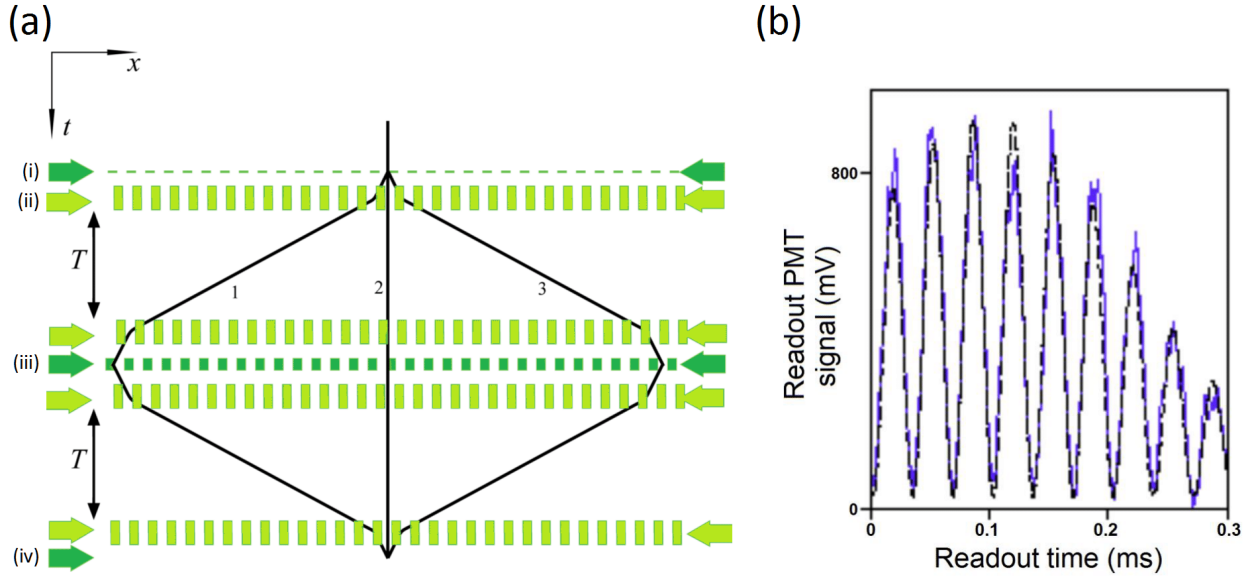 (a)
x
t
(i)
(ii)
T
1
2
3
(iii)
T
(iv)
(b)
Readout PMT
signal (mV)
800
0
0
0.1
0.2
0.3
Readout time (ms)